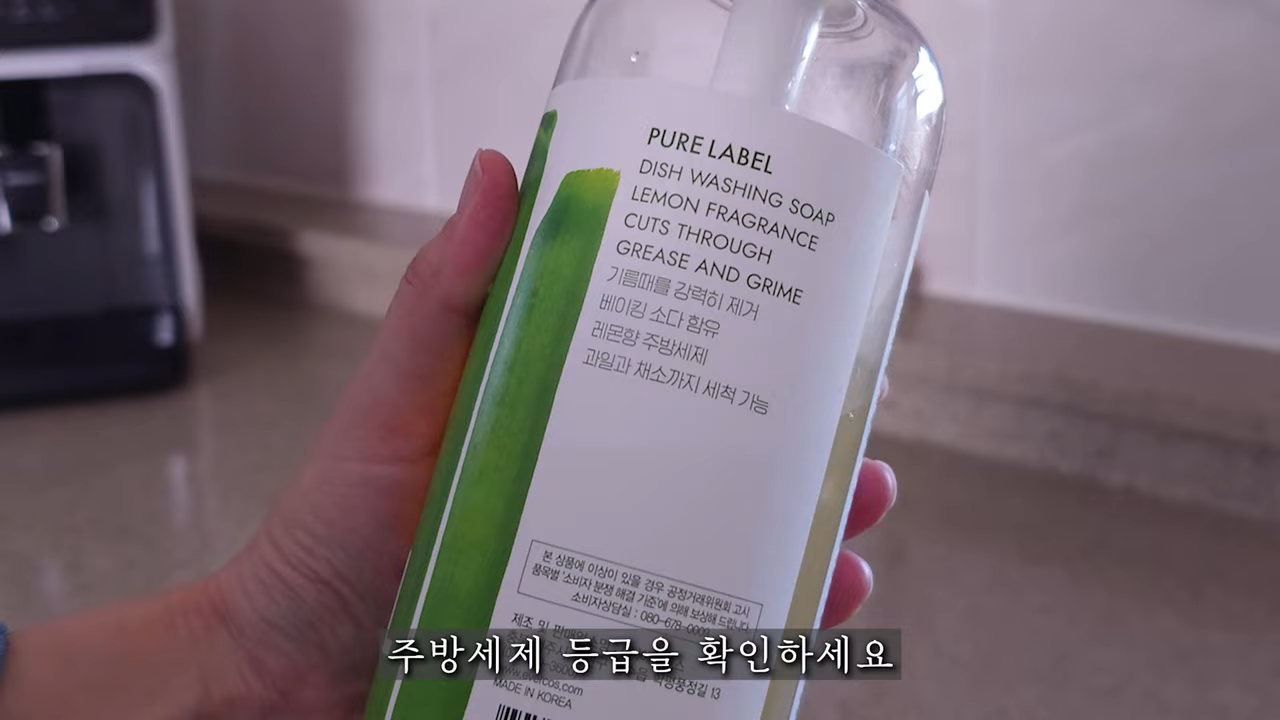 PURE LABEL
DISH WASHING SOAP
LEMON FRAGRANCE
CUTS THROUGH
GREASE AND GRIME
기름때를 강력히 제거
베이킹 소다 함유
레몬향 주방세제
과일과 채소까지 세척 가능
본 상품에 이상이 있을 경우 공정거래위원회 고시
품목별 '소비자 분쟁 해결 기준'에 의해 보상해 드립니다.
소비자상담실 : 080-678-000
제조 및
주방세제 등급을 확인하세요
13
MADE IN KOREA